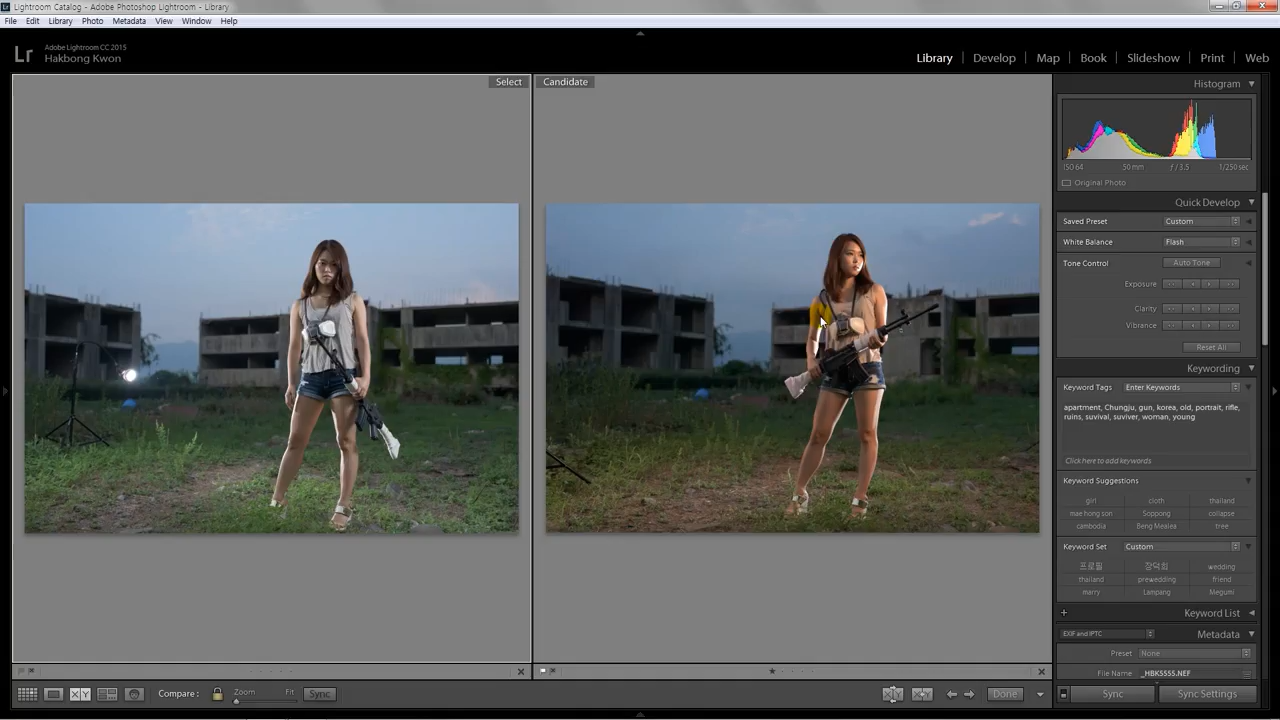 Lightroom Catalog - Adobe Photoshop Lightroom - Library
File Edit Library Photo Metadata View Window Help
Lr
Adobe Lightroom CC 2015
Hakbong Kwon
Library | Develop | Map | Book | Slideshow | Print | Web
Select
Candidate
Histogram
ISO 64 50 mm ƒ / 3.5 1/250 sec
Original Photo
Quick Develop
Saved Preset Custom
White Balance Flash
Tone Control Auto Tone
Exposure
Clarity
Vibrance
Reset All
Keywording
Keyword Tags Enter Keywords
apartment, Chungju, gun, korea, old, portrait, rifle,
ruins, suvival, suviver, woman, young
Click here to add keywords
Keyword Suggestions
girl cloth thailand
mae hong son Soppong collapse
cambodia Beng Mealea tree
Keyword Set Custom
프로필 장덕희 wedding
thailand prewedding friend
marry Lampang Megumi
Keyword List
EXIF and IPTC Metadata
Preset None
File Name _HBK5555.NEF
Compare : Zoom Fit Sync
Done
Sync Sync Settings